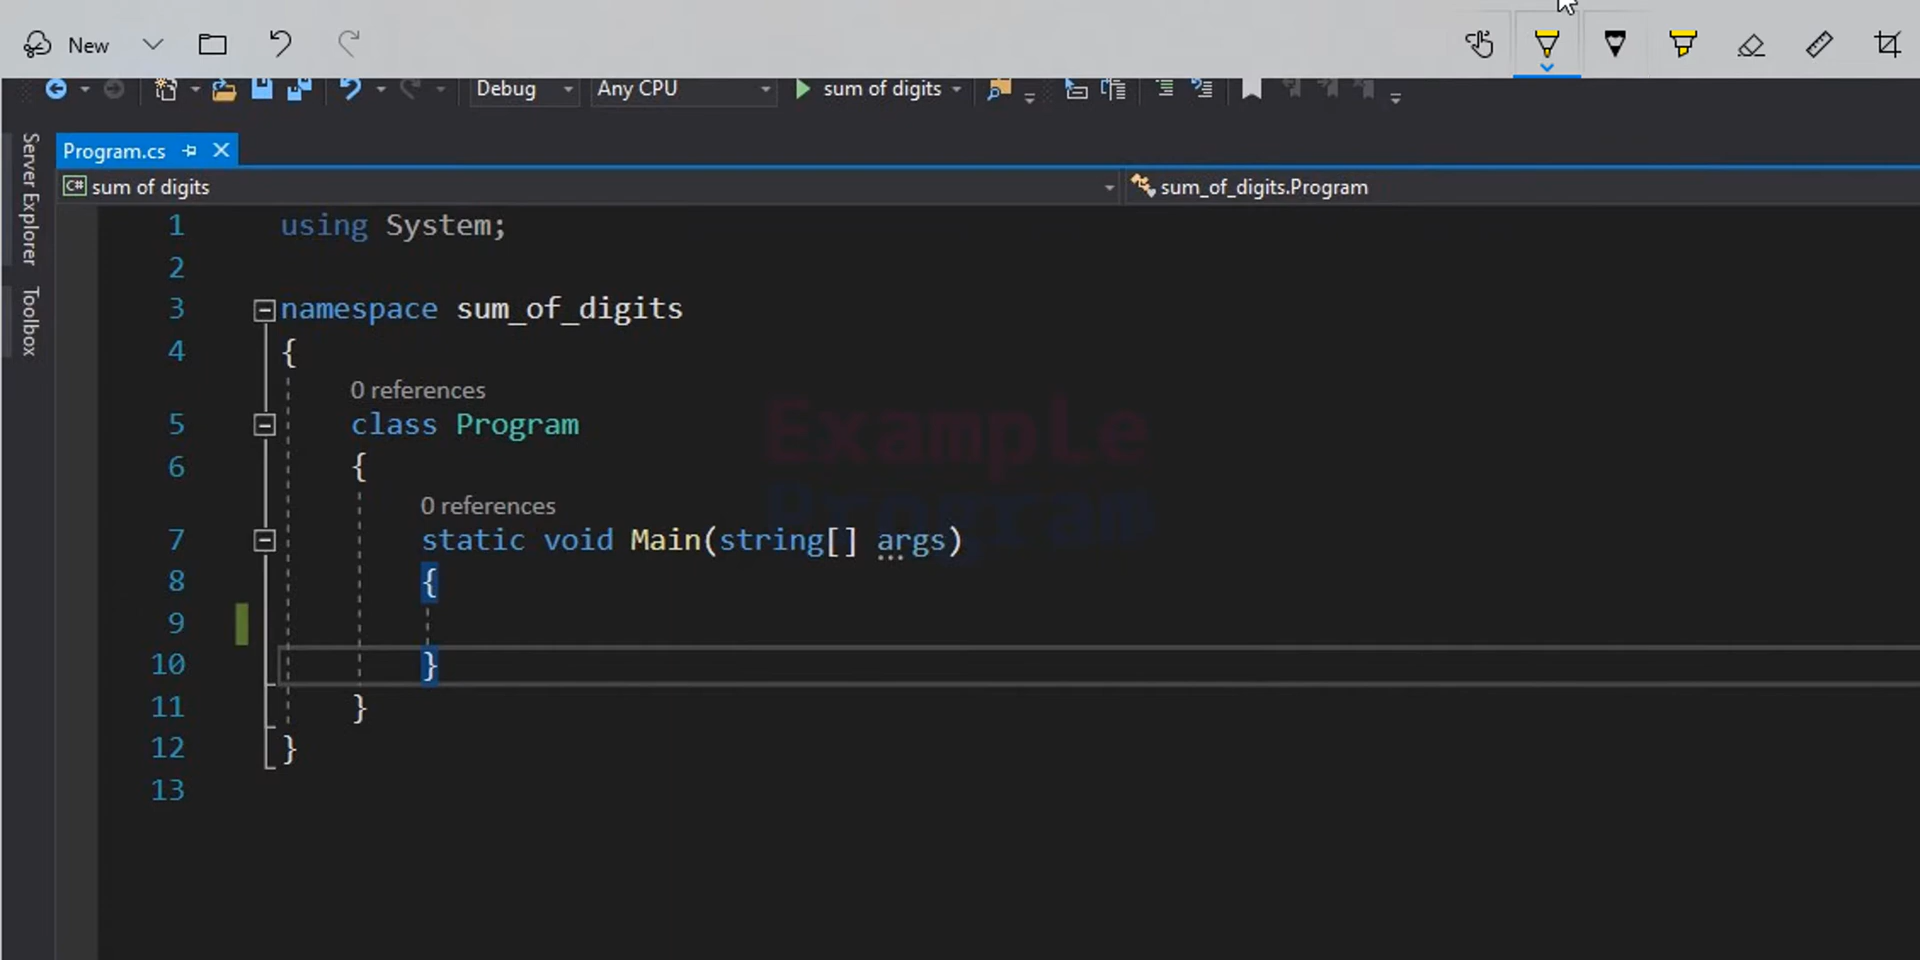 New
Debug Any CPU sum of digits
Program.cs
sum of digits sum_of_digits.Program
Server Explorer
Toolbox
1 using System;
2
3 namespace sum_of_digits
4 {
0 references
5 class Program
6 {
0 references
7 static void Main(string[] args)
8 {
9
10 }
11 }
12 }
13
Example
Program